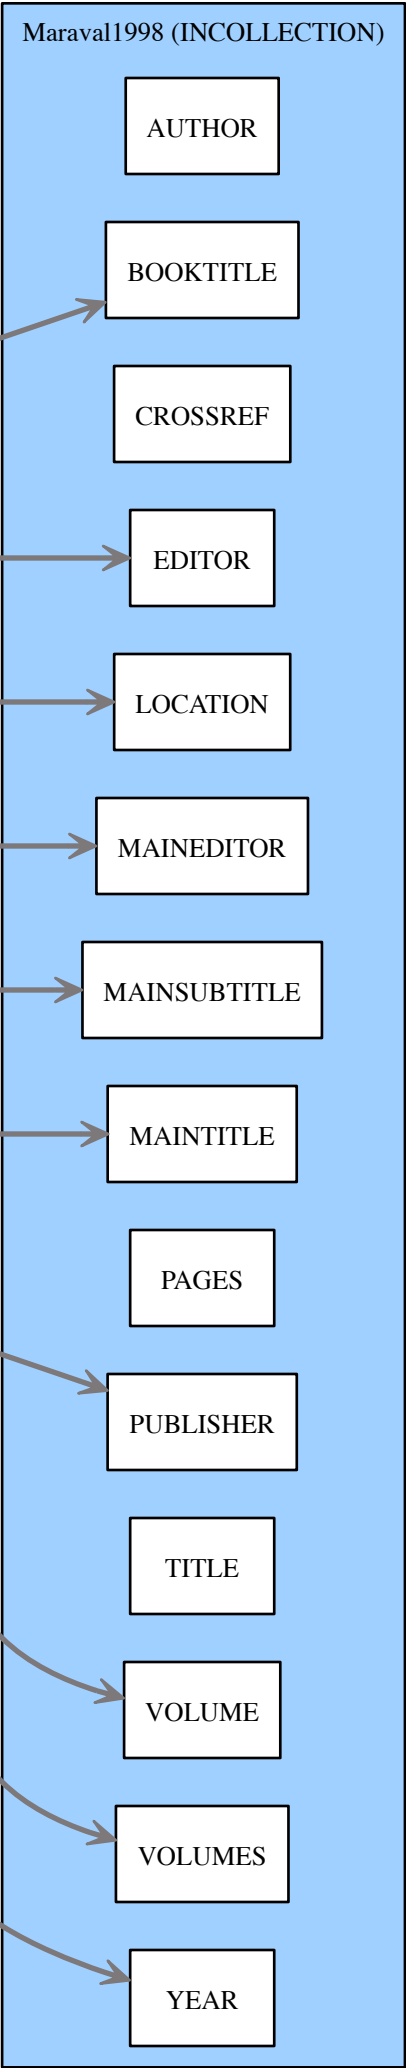 Maraval1998 (INCOLLECTION)
AUTHOR
BOOKTITLE
CROSSREF
EDITOR
LOCATION
MAINEDITOR
MAINSUBTITLE
MAINTITLE
PAGES
PUBLISHER
TITLE
VOLUME
VOLUMES
YEAR